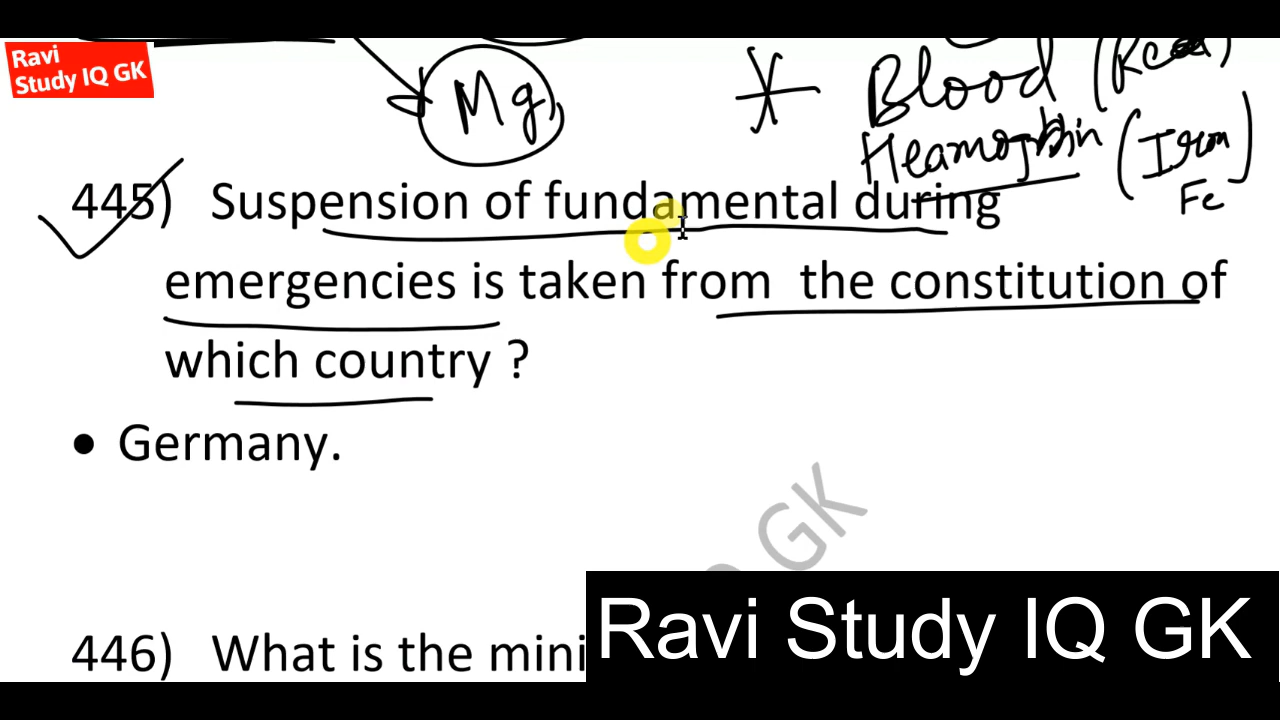 Ravi
Study IQ GK
Mg
Blood
Heamogbhin (Iron)
Fe
445) Suspension of fundamental during
emergencies is taken from the constitution of
which country ?
• Germany.
GK
446) What is the mini
Ravi Study IQ GK